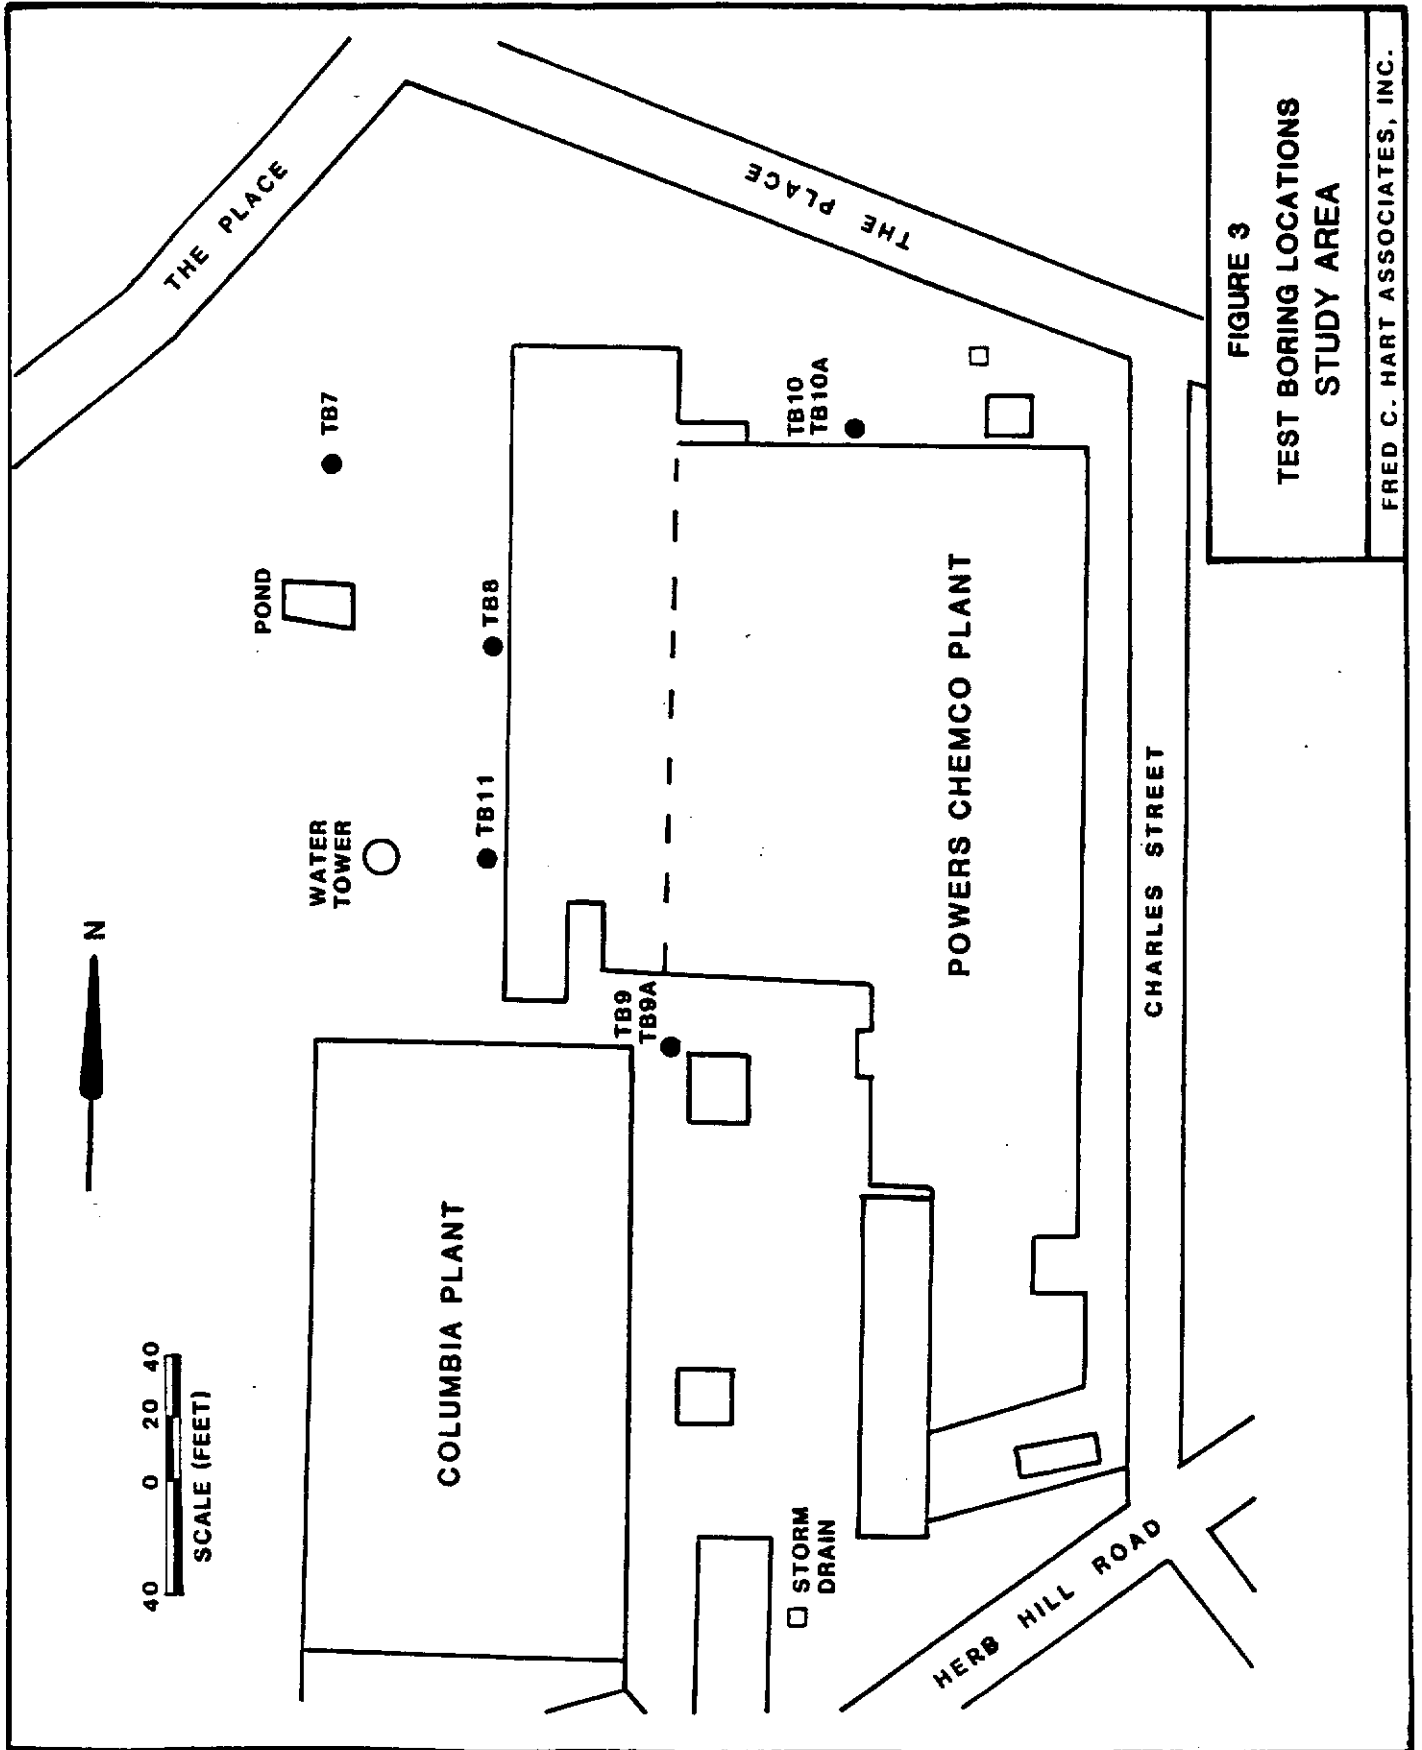 THE PLACE
THE PLACE
TB7
POND
TB8
TB10
TB10A
WATER
TOWER
TB11
N
TB9
TB9A
POWERS CHEMCO PLANT
COLUMBIA PLANT
CHARLES STREET
40 0 20 40
SCALE (FEET)
STORM
DRAIN
HERB HILL ROAD
FIGURE 3
TEST BORING LOCATIONS
STUDY AREA
FRED C. HART ASSOCIATES, INC.